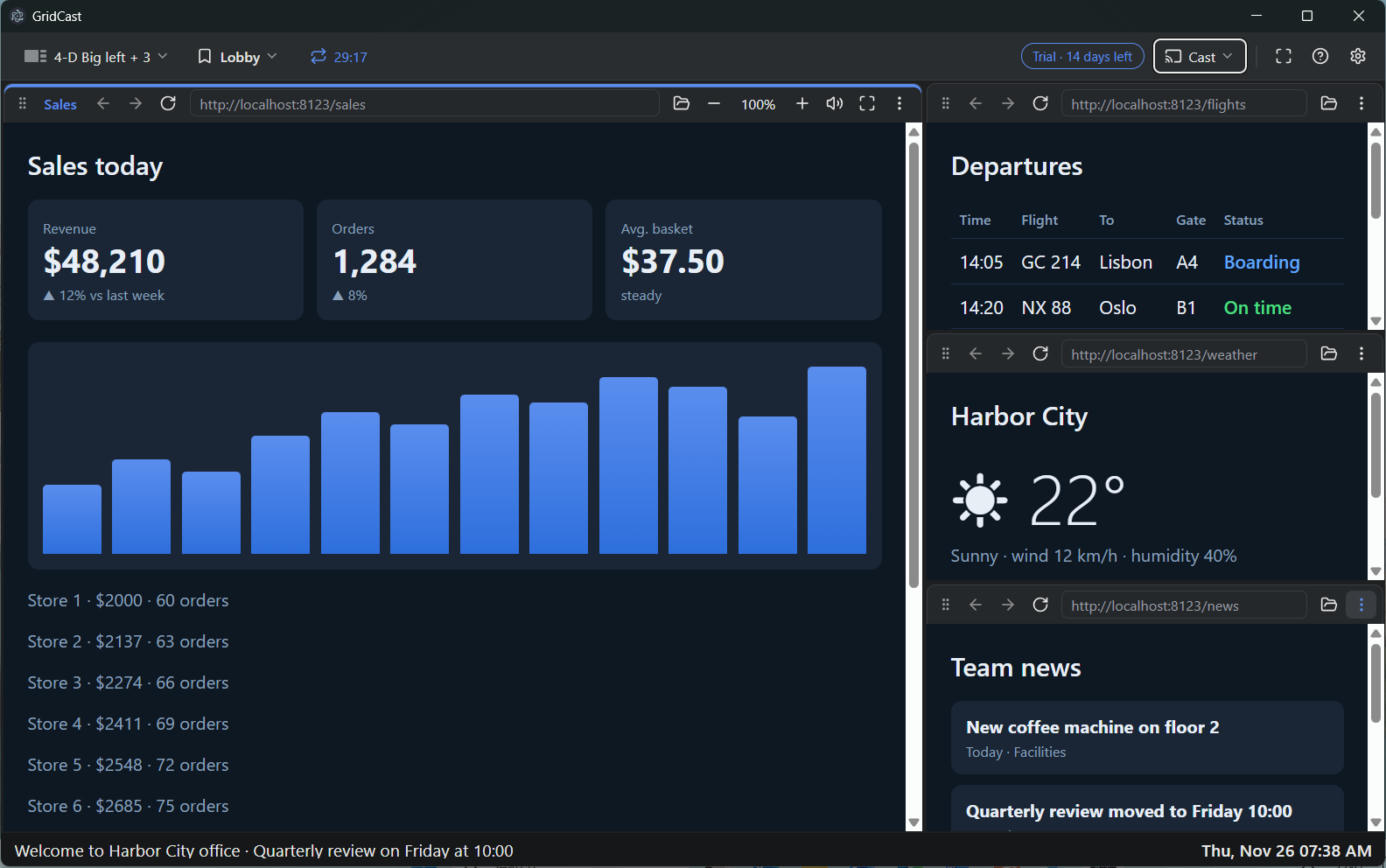 GridCast
4-D Big left + 3
Lobby
29:17
Trial · 14 days left
Cast
Sales
http://localhost:8123/sales
100%
Sales today
Revenue
$48,210
▲ 12% vs last week
Orders
1,284
▲ 8%
Avg. basket
$37.50
steady
Store 1 · $2000 · 60 orders
Store 2 · $2137 · 63 orders
Store 3 · $2274 · 66 orders
Store 4 · $2411 · 69 orders
Store 5 · $2548 · 72 orders
Store 6 · $2685 · 75 orders
http://localhost:8123/flights
Departures
Time Flight To Gate Status
14:05 GC 214 Lisbon A4 Boarding
14:20 NX 88 Oslo B1 On time
http://localhost:8123/weather
Harbor City
22°
Sunny · wind 12 km/h · humidity 40%
http://localhost:8123/news
Team news
New coffee machine on floor 2
Today · Facilities
Quarterly review moved to Friday 10:00
Welcome to Harbor City office · Quarterly review on Friday at 10:00
Thu, Nov 26 07:38 AM